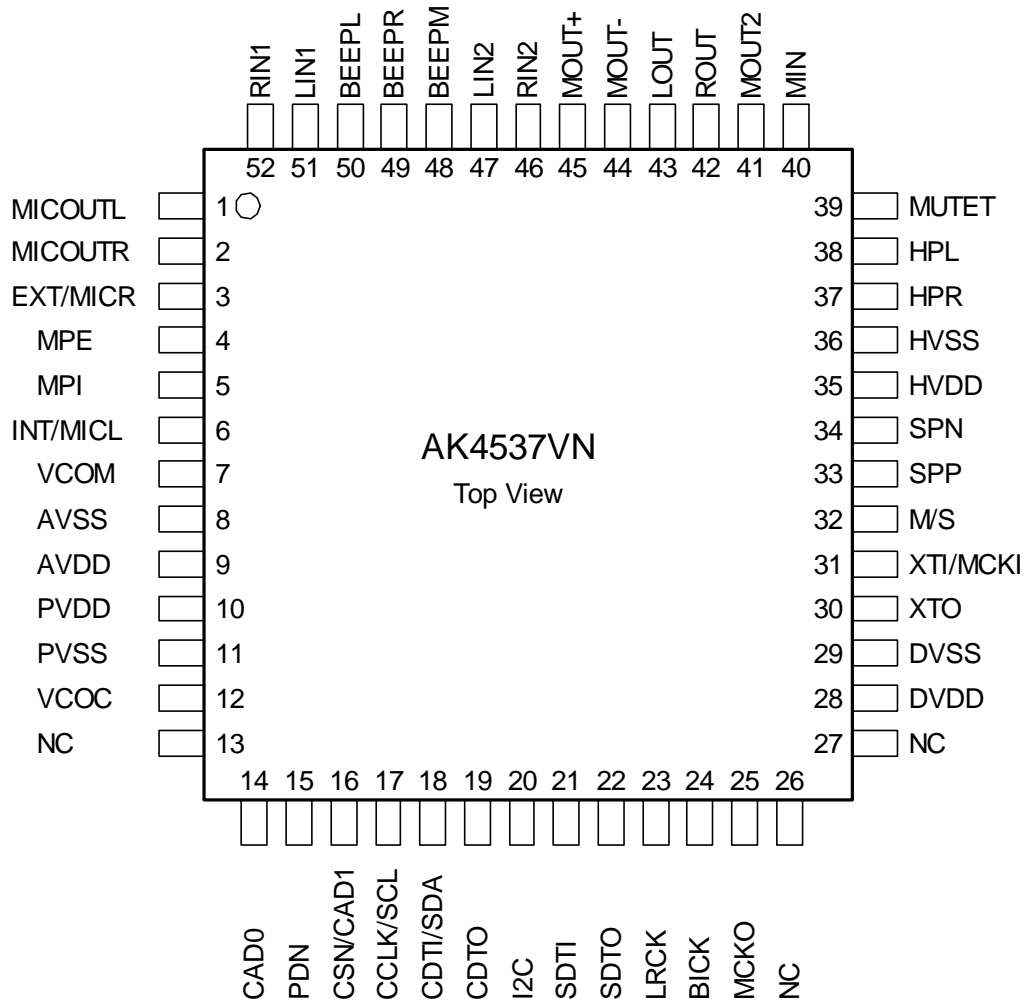 RIN1
LIN1
BEEPL
BEEPR
BEEPM
LIN2
RIN2
MOUT+
MOUT-
LOUT
ROUT
MOUT2
MIN
52 51 50 49 48 47 46 45 44 43 42 41 40
MICOUTL 1 39 MUTET
MICOUTR 2 38 HPL
EXT/MICR 3 37 HPR
MPE 4 36 HVSS
MPI 5 35 HVDD
INT/MICL 6 34 SPN
AK4537VN
VCOM 7 33 SPP
Top View
AVSS 8 32 M/S
AVDD 9 31 XTI/MCKI
PVDD 10 30 XTO
PVSS 11 29 DVSS
VCOC 12 28 DVDD
NC 13 27 NC
14 15 16 17 18 19 20 21 22 23 24 25 26
CAD0
PDN
CSN/CAD1
CCLK/SCL
CDTI/SDA
CDTO
I2C
SDTI
SDTO
LRCK
BICK
MCKO
NC